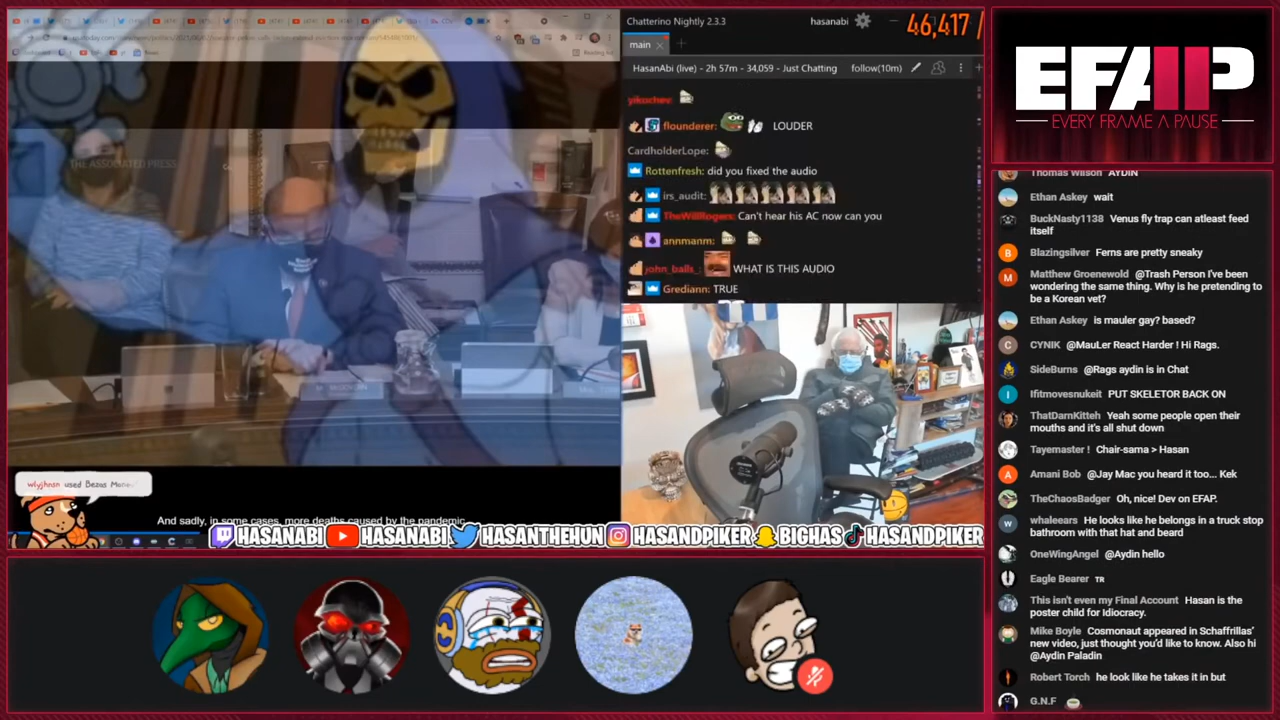 Chatterino Nightly 2.3.3
hasanabi
46,417 /
main
HasanAbi (live) - 2h 57m - 34,059 - Just Chatting
follow(10m)
yikochev:
flounderer: LOUDER
CardholderLope:
Rottenfresh: did you fixed the audio
irs_audit:
TheWillRogers: Can't hear his AC now can you
annmanm:
john_balls_: WHAT IS THIS AUDIO
Grediann: TRUE
THE ASSOCIATED PRESS
Reading list
wlyjhnsn used Bezos
And sadly, in some cases, more deaths caused by the pandemic
HASANABI
HASANABI
HASANTHEHUN
HASANDPIKER
BIGHAS
HASANDPIKER
EFAP
EVERY FRAME A PAUSE
Thomas Wilson AYDIN
Ethan Askey wait
BuckNasty1138 Venus fly trap can atleast feed
itself
Blazingsilver Ferns are pretty sneaky
Matthew Groenewold @Trash Person I've been
wondering the same thing. Why is he pretending to
be a Korean vet?
Ethan Askey is mauler gay? based?
CYNIK @MauLer React Harder ! Hi Rags.
SideBurns @Rags aydin is in Chat
Ifitmovesnukeit PUT SKELETOR BACK ON
ThatDamKitteh Yeah some people open their
mouths and it's all shut down
Tayemaster ! Chair-sama > Hasan
Amani Bob @Jay Mac you heard it too... Kek
TheChaosBadger Oh, nice! Dev on EFAP.
whaleears He looks like he belongs in a truck stop
bathroom with that hat and beard
OneWingAngel @Aydin hello
Eagle Bearer TR
This isn't even my Final Account Hasan is the
poster child for Idiocracy.
Mike Boyle Cosmonaut appeared in Schaffrillas'
new video, just thought you'd like to know. Also hi
@Aydin Paladin
Robert Torch he look like he takes it in but
G.N.F